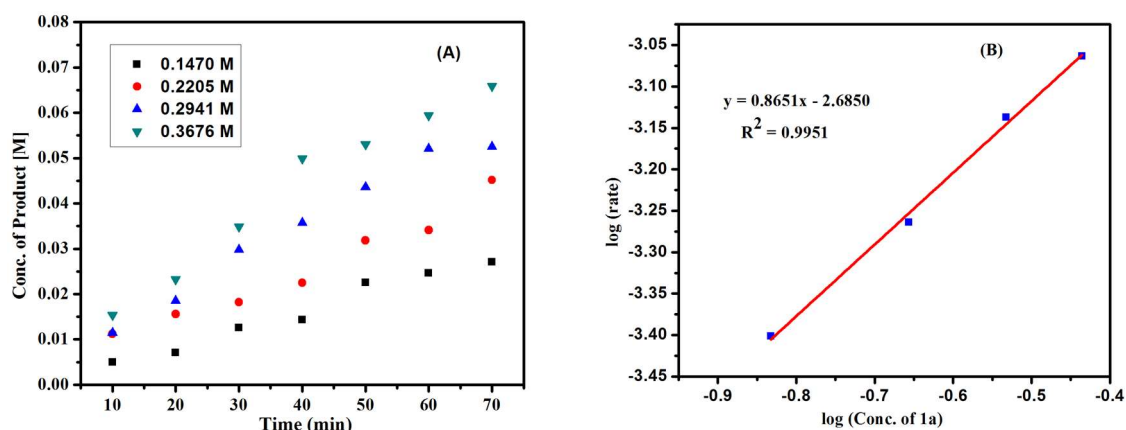 (A)
0.1470 M
0.2205 M
0.2941 M
0.3676 M
0.08
0.07
0.06
0.05
0.04
0.03
0.02
0.01
0.00
Conc. of Product [M]
10 20 30 40 50 60 70
Time (min)
(B)
y = 0.8651x - 2.6850
R2 = 0.9951
-3.05
-3.10
-3.15
-3.20
-3.25
-3.30
-3.35
-3.40
-3.45
log (rate)
-0.9 -0.8 -0.7 -0.6 -0.5 -0.4
log (Conc. of 1a)